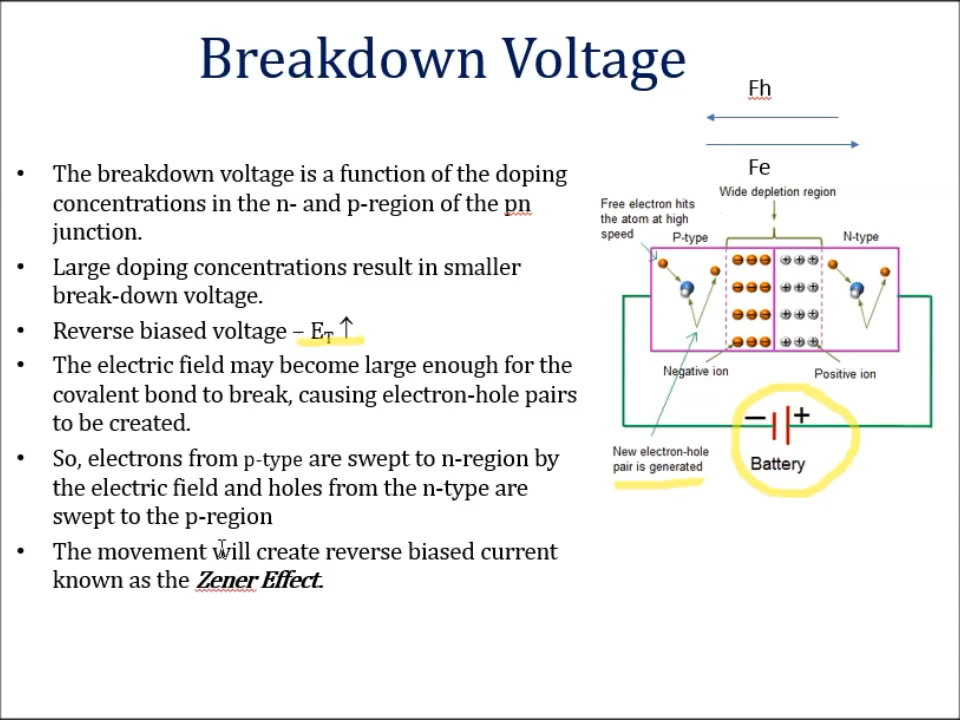 Breakdown Voltage
• The breakdown voltage is a function of the doping
concentrations in the n- and p-region of the pn
junction.
• Large doping concentrations result in smaller
break-down voltage.
• Reverse biased voltage – ET ↑
• The electric field may become large enough for the
covalent bond to break, causing electron-hole pairs
to be created.
• So, electrons from p-type are swept to n-region by
the electric field and holes from the n-type are
swept to the p-region
• The movement will create reverse biased current
known as the Zener Effect.
Fh
Fe
Wide depletion region
Free electron hits
the atom at high
speed
P-type
N-type
Negative ion
Positive ion
− +
Battery
New electron-hole
pair is generated